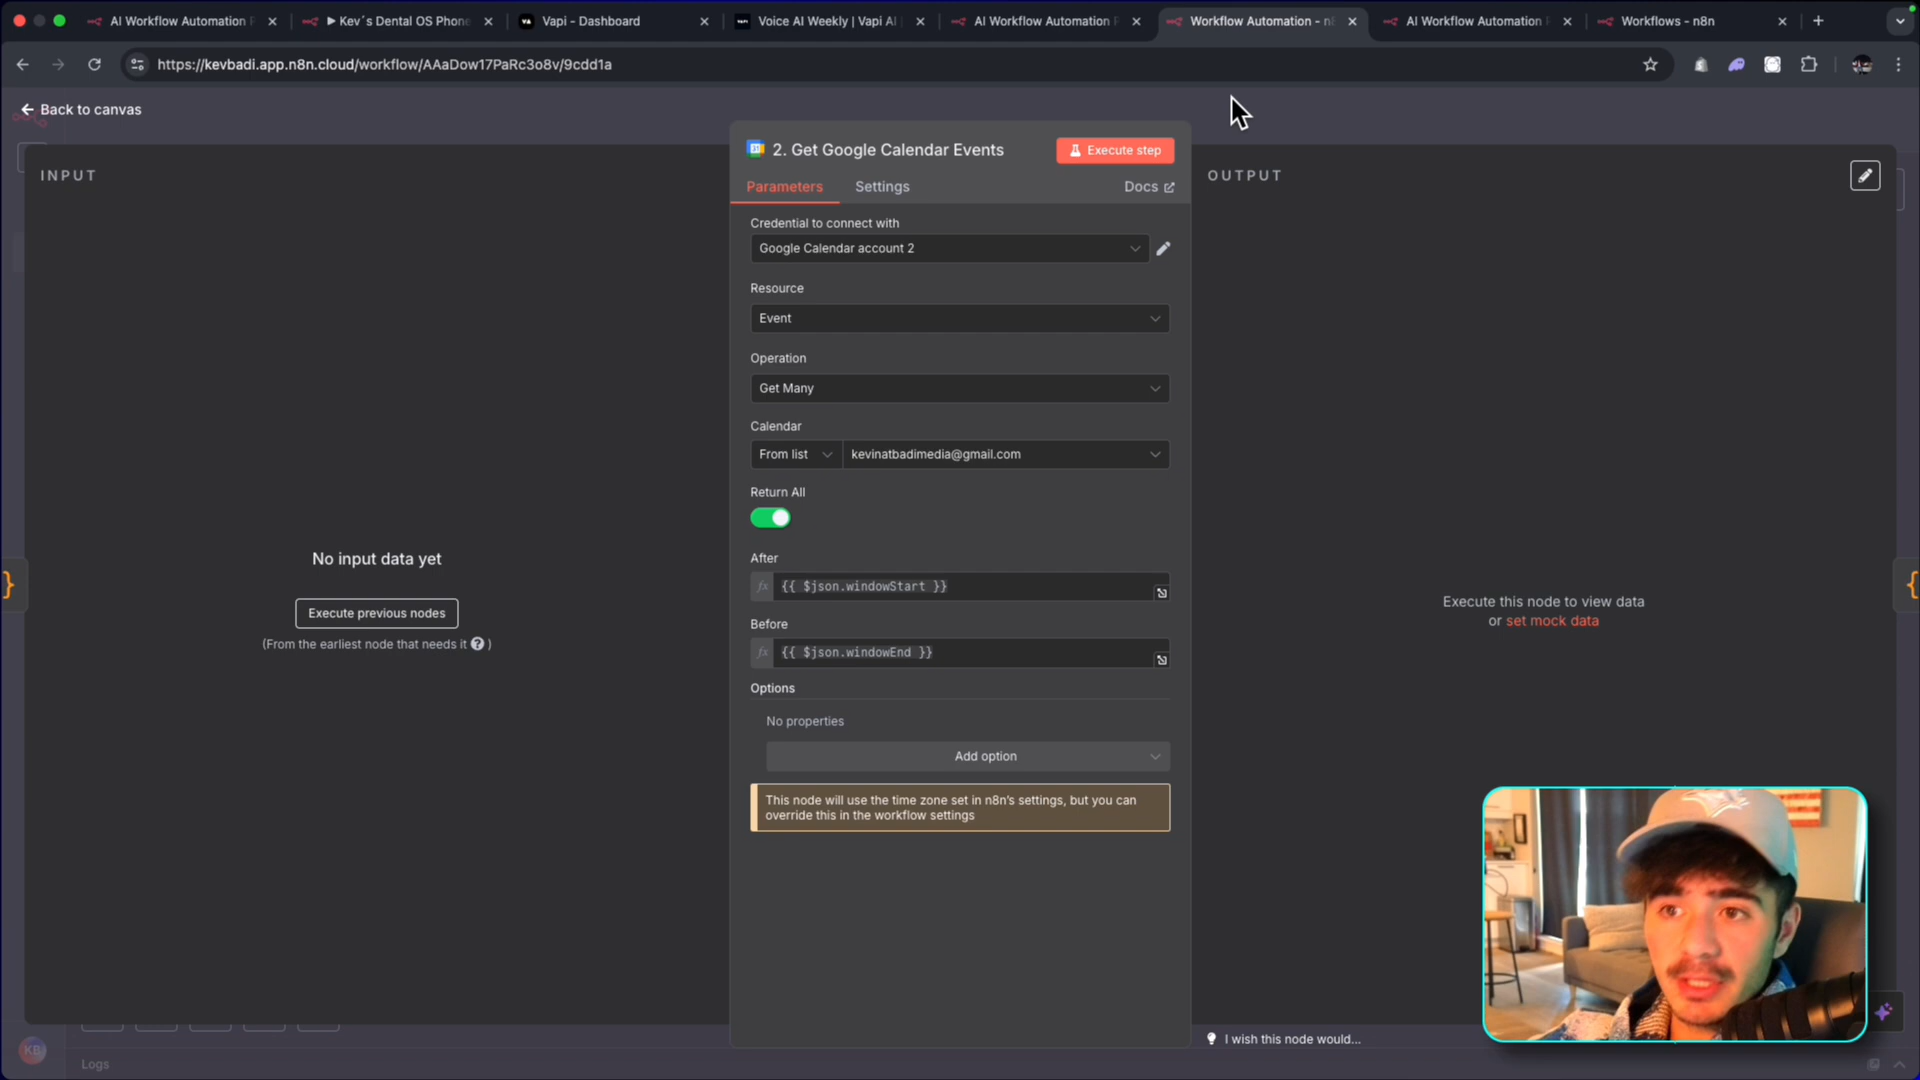 AI Workflow Automation P
▶ Kev´s Dental OS Phone
Vapi - Dashboard
Voice AI Weekly | Vapi AI
AI Workflow Automation P
Workflow Automation - n8
AI Workflow Automation P
Workflows - n8n
https://kevbadi.app.n8n.cloud/workflow/AAaDow17PaRc3o8v/9cdd1a
Back to canvas
INPUT
No input data yet
Execute previous nodes
(From the earliest node that needs it ? )
2. Get Google Calendar Events
Execute step
Parameters
Settings
Docs
Credential to connect with
Google Calendar account 2
Resource
Event
Operation
Get Many
Calendar
From list
kevinatbadimedia@gmail.com
Return All
After
fx {{ $json.windowStart }}
Before
fx {{ $json.windowEnd }}
Options
No properties
Add option
This node will use the time zone set in n8n's settings, but you can
override this in the workflow settings
OUTPUT
Execute this node to view data
or set mock data
I wish this node would...
KB
Logs